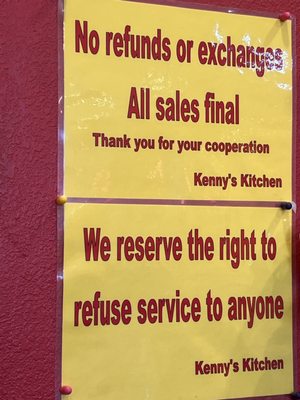 No refunds or exchanges
All sales final
Thank you for your cooperation
Kenny's Kitchen
We reserve the right to
refuse service to anyone
Kenny's Kitchen